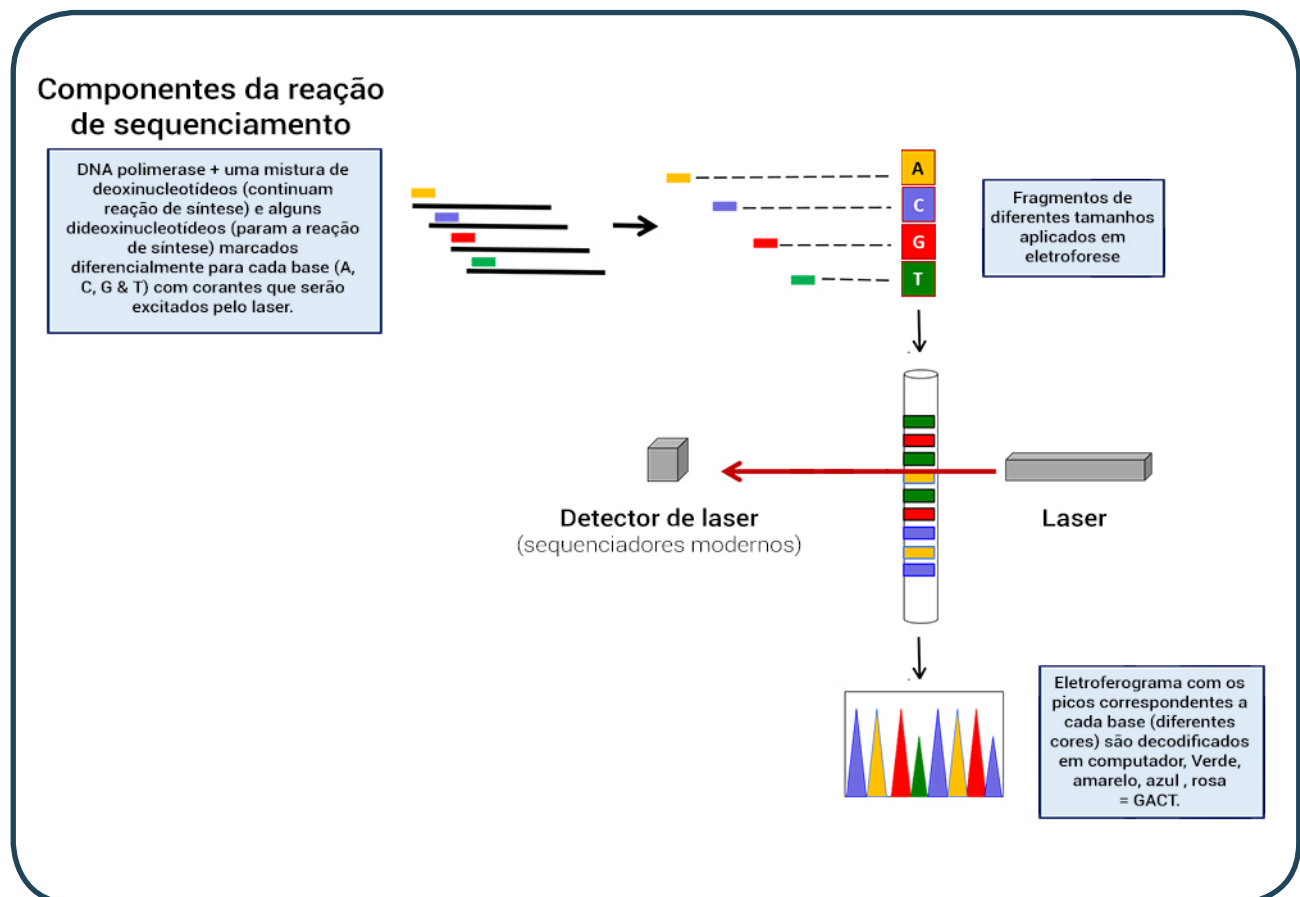 Componentes da reação
de sequenciamento
DNA polimerase + uma mistura de
deoxinucleotídeos (continuam
reação de síntese) e alguns
dideoxinucleotídeos (param a reação
de síntese) marcados
diferencialmente para cada base (A,
C, G & T) com corantes que serão
excitados pelo laser.
A
C
G
T
Fragmentos de
diferentes tamanhos
aplicados em
eletroforese
Detector de laser
(sequenciadores modernos)
Laser
Eletroferograma com os
picos correspondentes a
cada base (diferentes
cores) são decodificados
em computador, Verde,
amarelo, azul , rosa
= GACT.